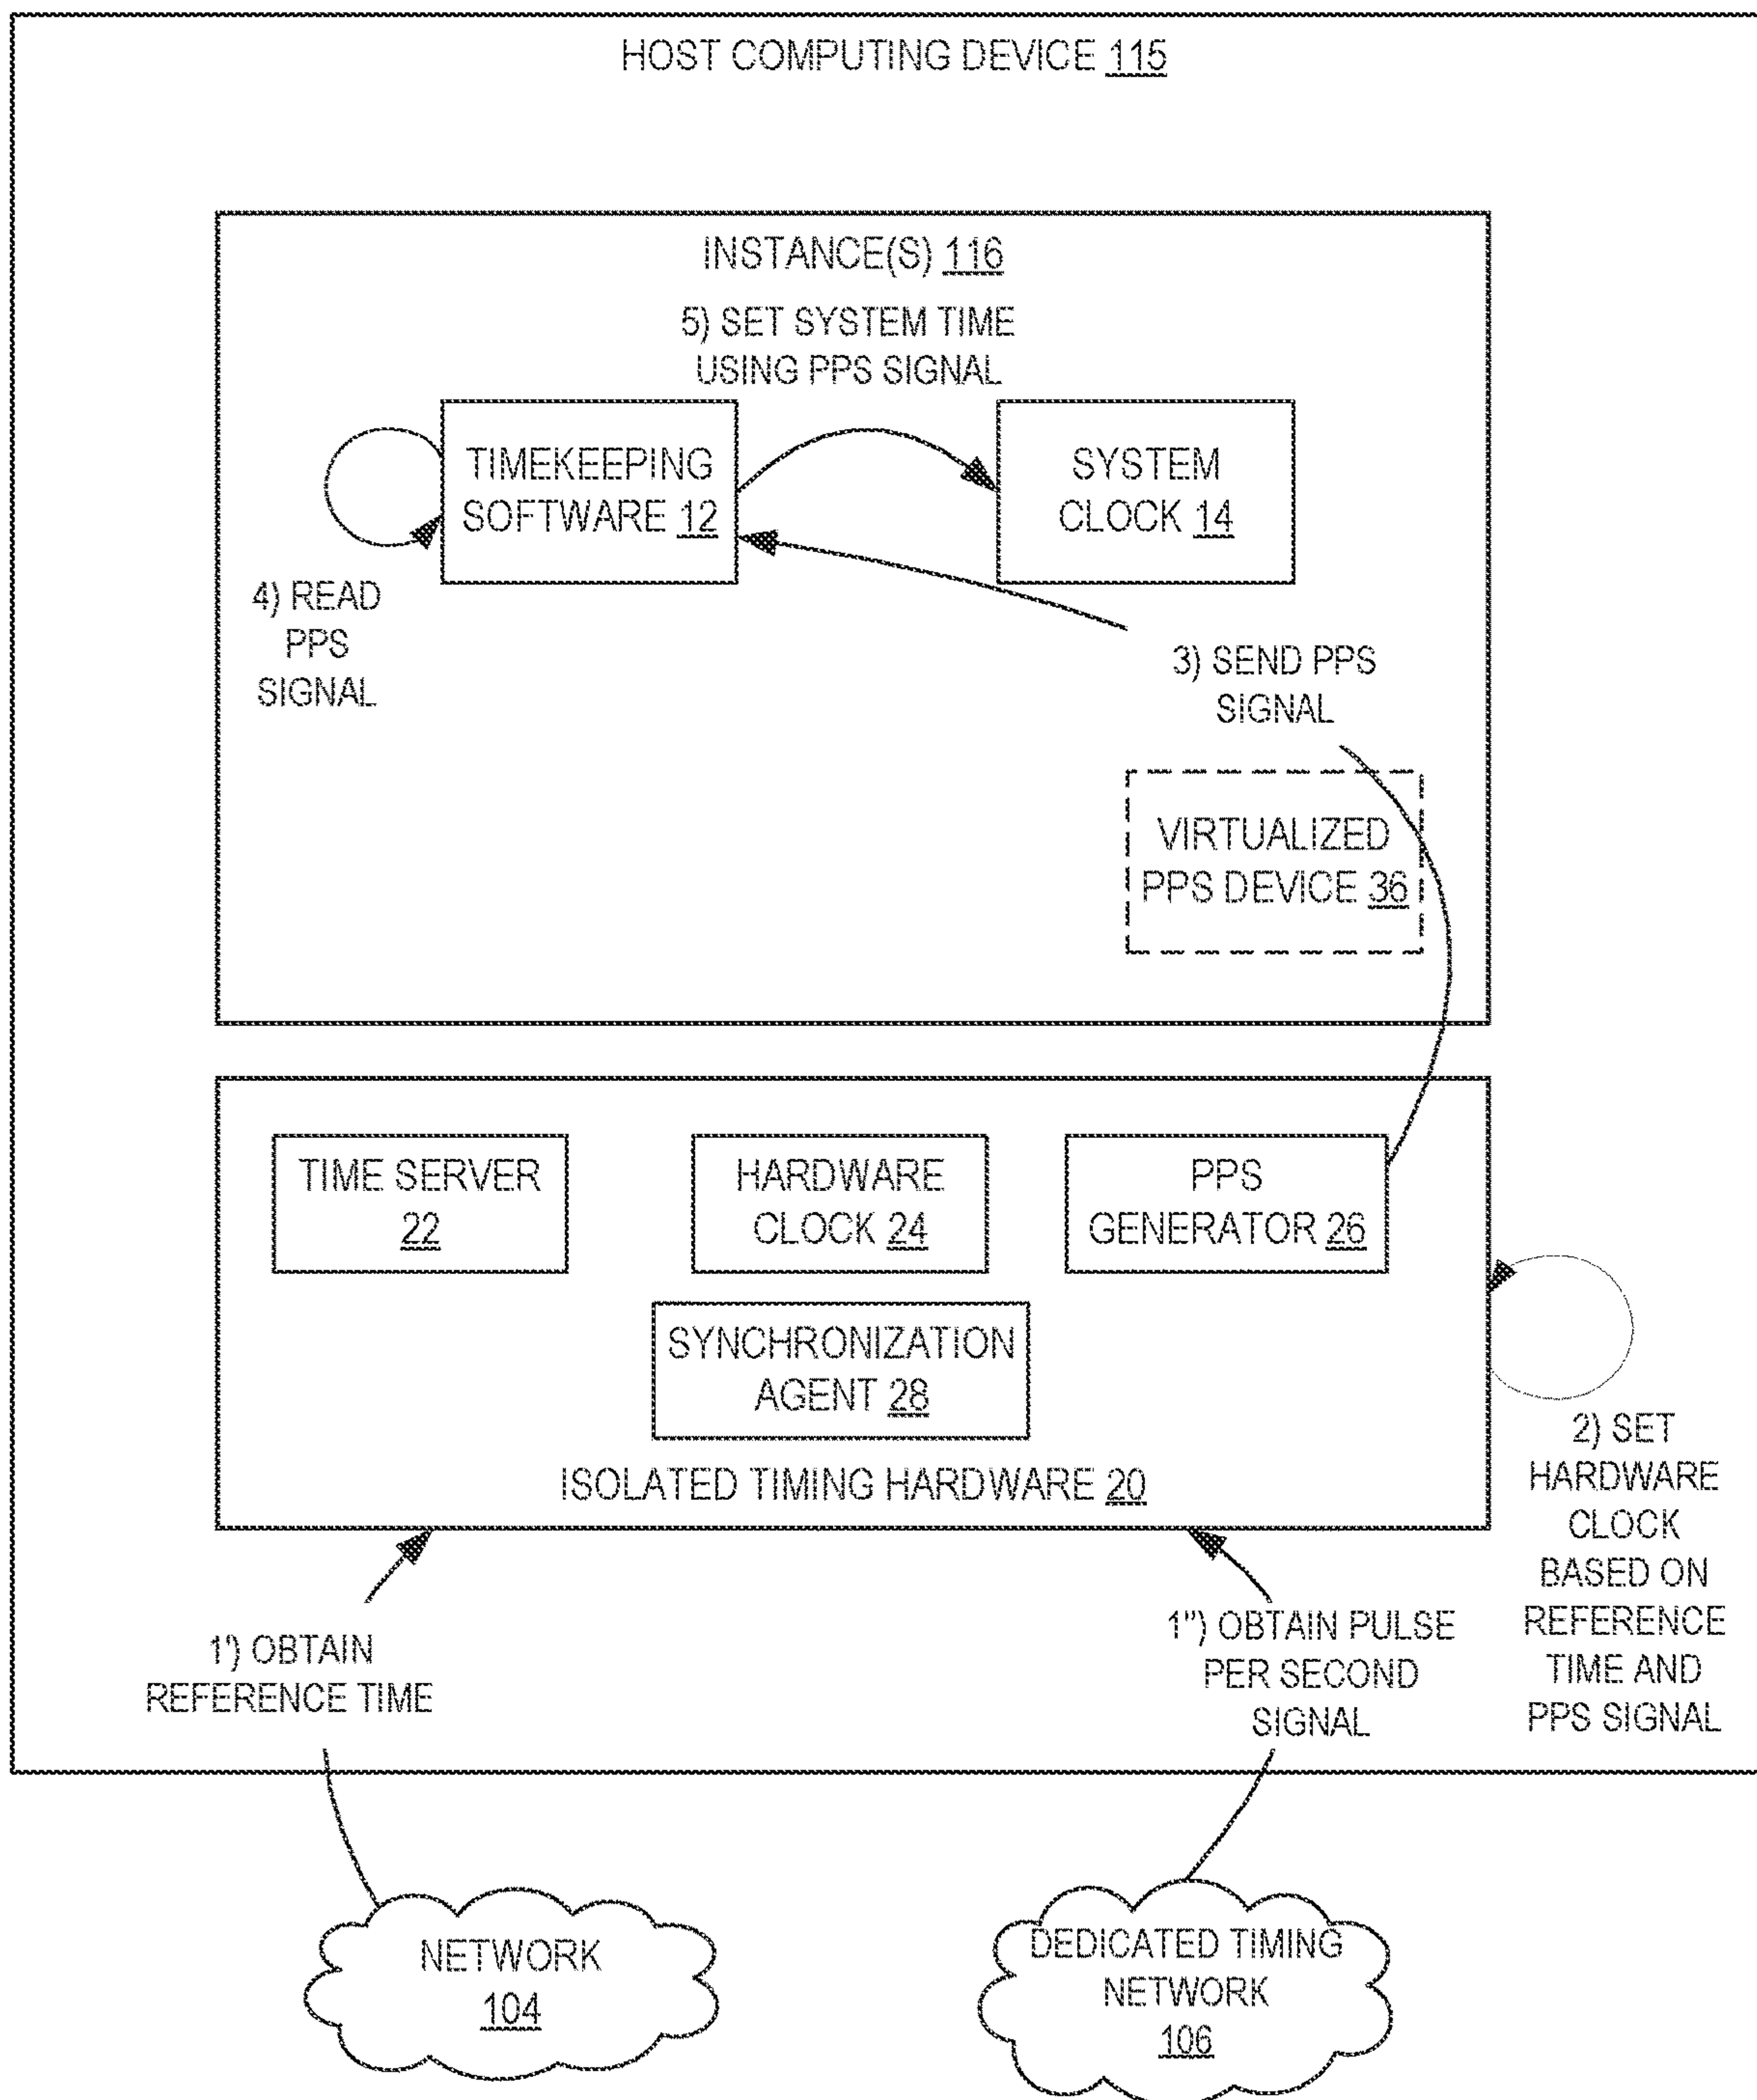 HOST COMPUTING DEVICE 115
INSTANCE(S) 116
5) SET SYSTEM TIME
USING PPS SIGNAL
TIMEKEEPING
SOFTWARE 12
SYSTEM
CLOCK 14
4) READ
PPS
SIGNAL
3) SEND PPS
SIGNAL
VIRTUALIZED
PPS DEVICE 36
TIME SERVER
22
HARDWARE
CLOCK 24
PPS
GENERATOR 26
SYNCHRONIZATION
AGENT 28
ISOLATED TIMING HARDWARE 20
2) SET
HARDWARE
CLOCK
BASED ON
REFERENCE
TIME AND
PPS SIGNAL
1') OBTAIN
REFERENCE TIME
1'') OBTAIN PULSE
PER SECOND
SIGNAL
NETWORK
104
DEDICATED TIMING
NETWORK
106